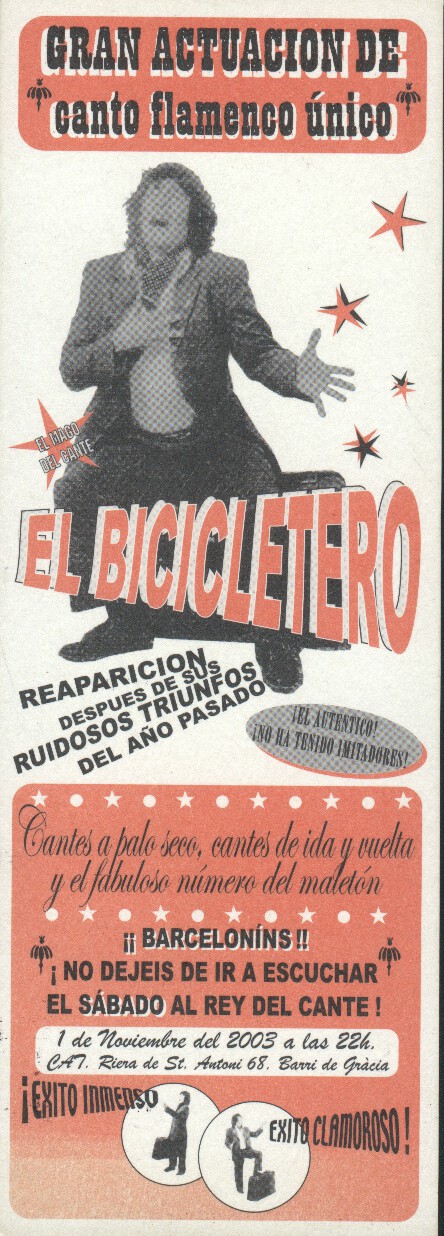 GRAN ACTUACION DE
canto flamenco único
EL MAGO
DEL CANTE
EL BICICLETERO
REAPARICION
DESPUES DE SUS
RUIDOSOS TRIUNFOS
DEL AÑO PASADO
¡EL AUTENTICO!
¡NO HA TENIDO IMITADORES!
Cantes a palo seco, cantes de ida y vuelta
y el fabuloso número del maletón
¡¡ BARCELONÍNS !!
¡ NO DEJEIS DE IR A ESCUCHAR
EL SÁBADO AL REY DEL CANTE !
1 de Noviembre del 2003 a las 22h.
CAT. Riera de St. Antoni 68. Barri de Gràcia
¡EXITO INMENSO
EXITO CLAMOROSO !